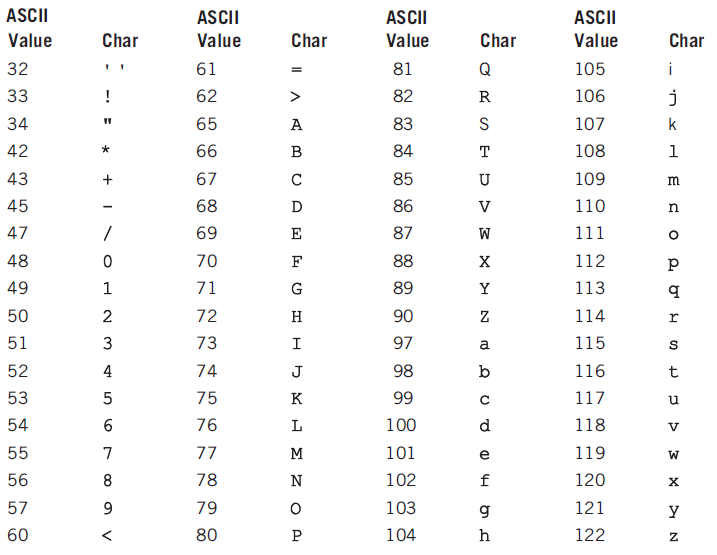 ASCII ASCII ASCII ASCII
Value Char Value Char Value Char Value Char
32 ' ' 61 = 81 Q 105 i
33 ! 62 > 82 R 106 j
34 " 65 A 83 S 107 k
42 * 66 B 84 T 108 l
43 + 67 C 85 U 109 m
45 - 68 D 86 V 110 n
47 / 69 E 87 W 111 o
48 0 70 F 88 X 112 p
49 1 71 G 89 Y 113 q
50 2 72 H 90 Z 114 r
51 3 73 I 97 a 115 s
52 4 74 J 98 b 116 t
53 5 75 K 99 c 117 u
54 6 76 L 100 d 118 v
55 7 77 M 101 e 119 w
56 8 78 N 102 f 120 x
57 9 79 O 103 g 121 y
60 < 80 P 104 h 122 z